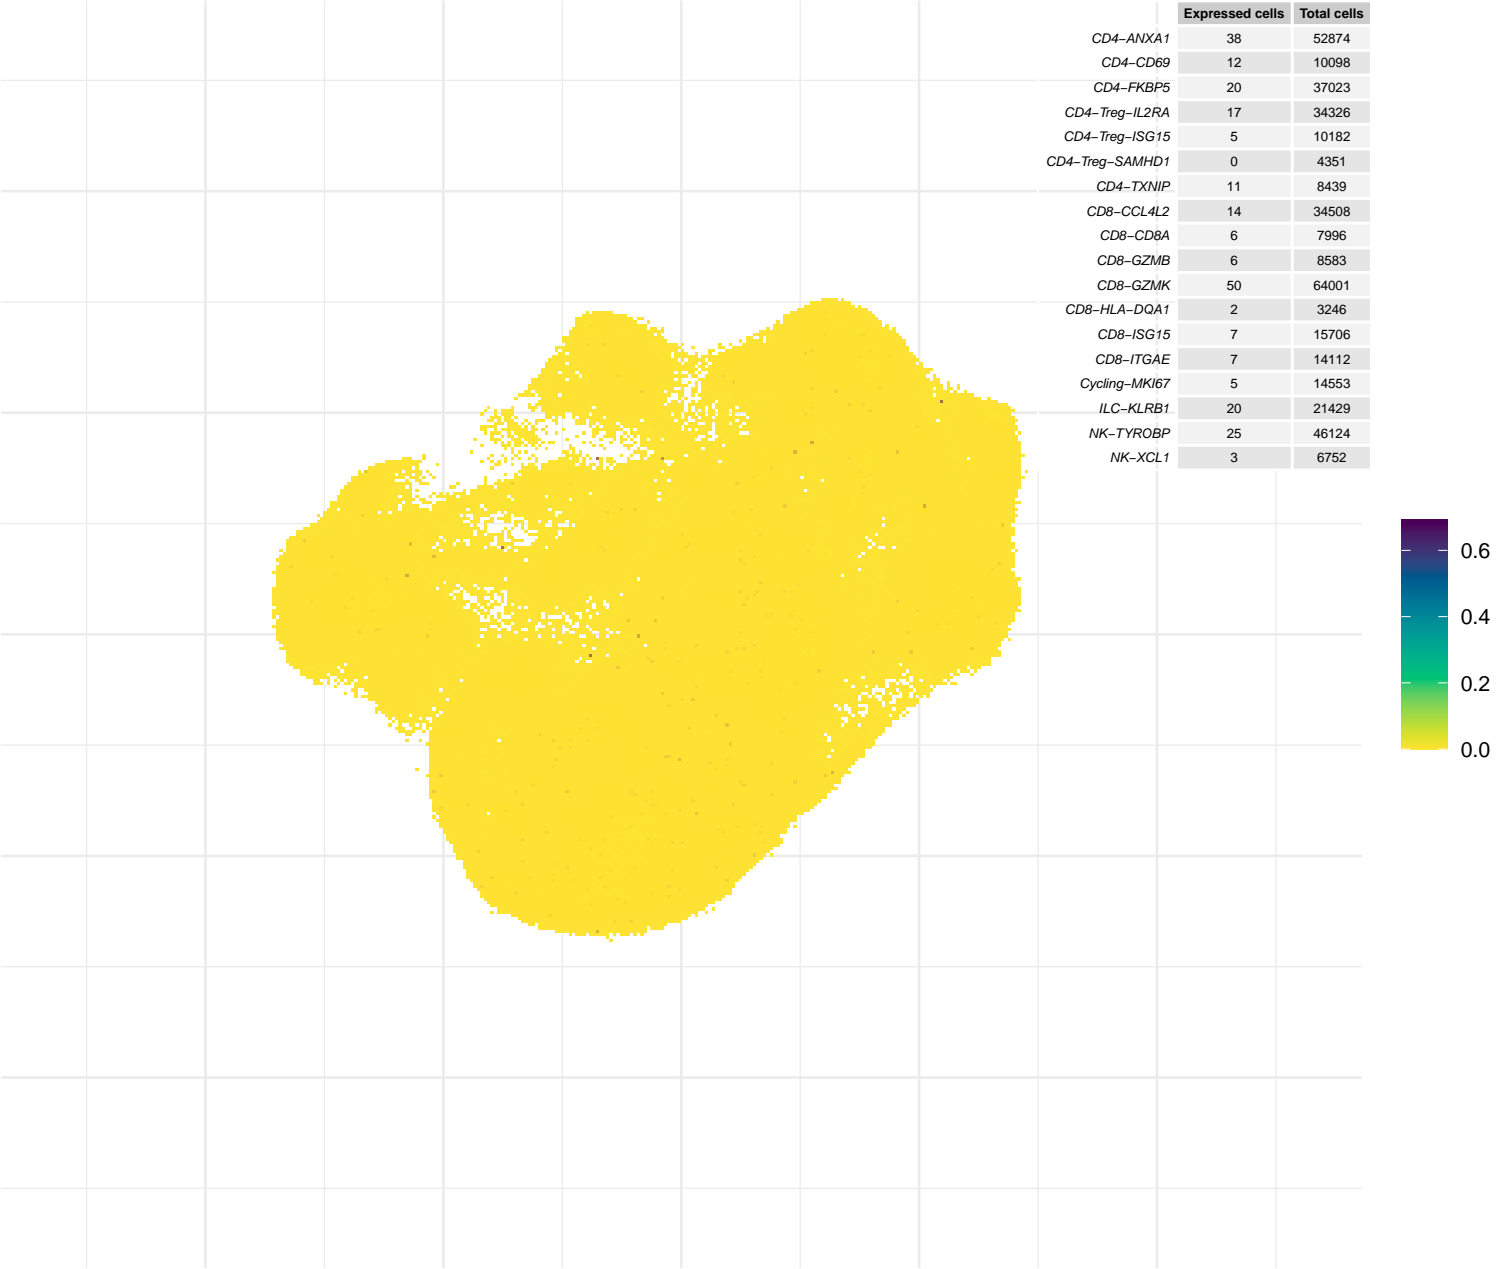 Expressed cells Total cells
CD4−ANXA1 38 52874
CD4−CD69 12 10098
CD4−FKBP5 20 37023
CD4−Treg−IL2RA 17 34326
CD4−Treg−ISG15 5 10182
CD4−Treg−SAMHD1 0 4351
CD4−TXNIP 11 8439
CD8−CCL4L2 14 34508
CD8−CD8A 6 7996
CD8−GZMB 6 8583
CD8−GZMK 50 64001
CD8−HLA−DQA1 2 3246
CD8−ISG15 7 15706
CD8−ITGAE 7 14112
Cycling−MKI67 5 14553
ILC−KLRB1 20 21429
NK−TYROBP 25 46124
NK−XCL1 3 6752
0.6
0.4
0.2
0.0